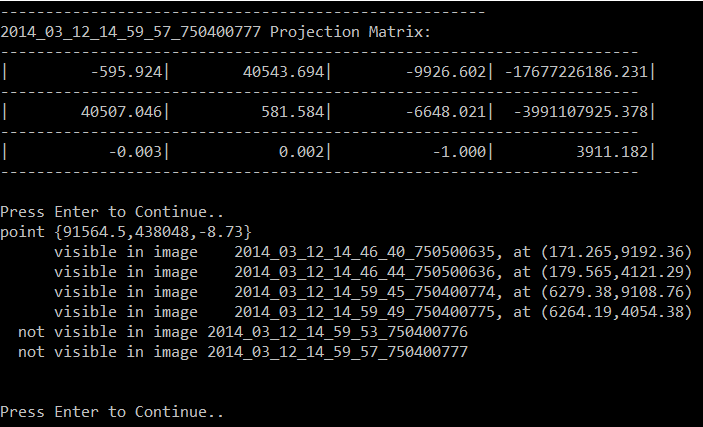 ------------------------------------------------------
2014_03_12_14_59_57_750400777 Projection Matrix:
-----------------------------------------------------------------------
|         -595.924|        40543.694|        -9926.602| -17677226186.231|
-----------------------------------------------------------------------
|        40507.046|          581.584|        -6648.021|  -3991107925.378|
-----------------------------------------------------------------------
|           -0.003|            0.002|           -1.000|         3911.182|
-----------------------------------------------------------------------
Press Enter to Continue..
point {91564.5,438048,-8.73}
      visible in image    2014_03_12_14_46_40_750500635, at (171.265,9192.36)
      visible in image    2014_03_12_14_46_44_750500636, at (179.565,4121.29)
      visible in image    2014_03_12_14_59_45_750400774, at (6279.38,9108.76)
      visible in image    2014_03_12_14_59_49_750400775, at (6264.19,4054.38)
  not visible in image 2014_03_12_14_59_53_750400776
  not visible in image 2014_03_12_14_59_57_750400777
Press Enter to Continue..